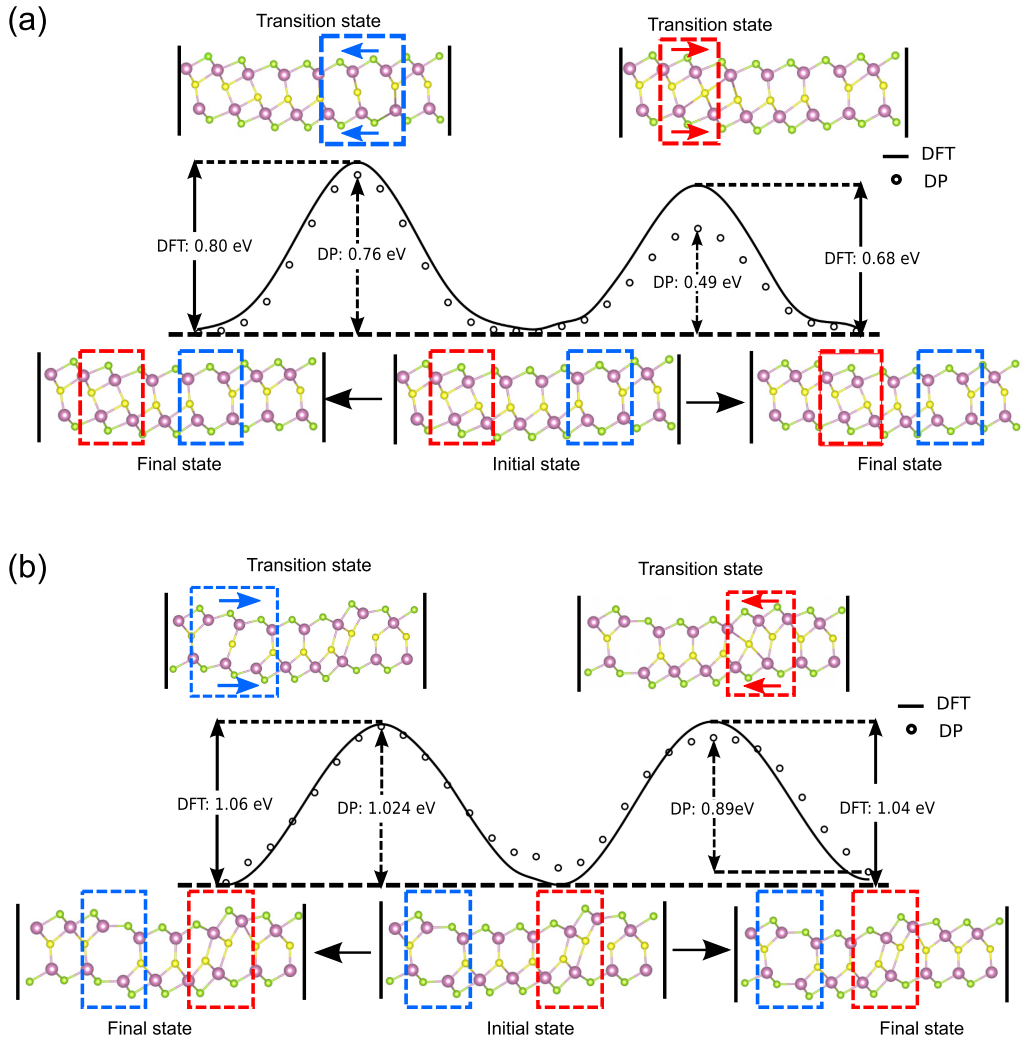 (a)
Transition state
Transition state
DFT
DP
DFT: 0.80 eV
DP: 0.76 eV
DP: 0.49 eV
DFT: 0.68 eV
Final state
Initial state
Final state
(b)
Transition state
Transition state
DFT
DP
DFT: 1.06 eV
DP: 1.024 eV
DP: 0.89eV
DFT: 1.04 eV
Final state
Initial state
Final state